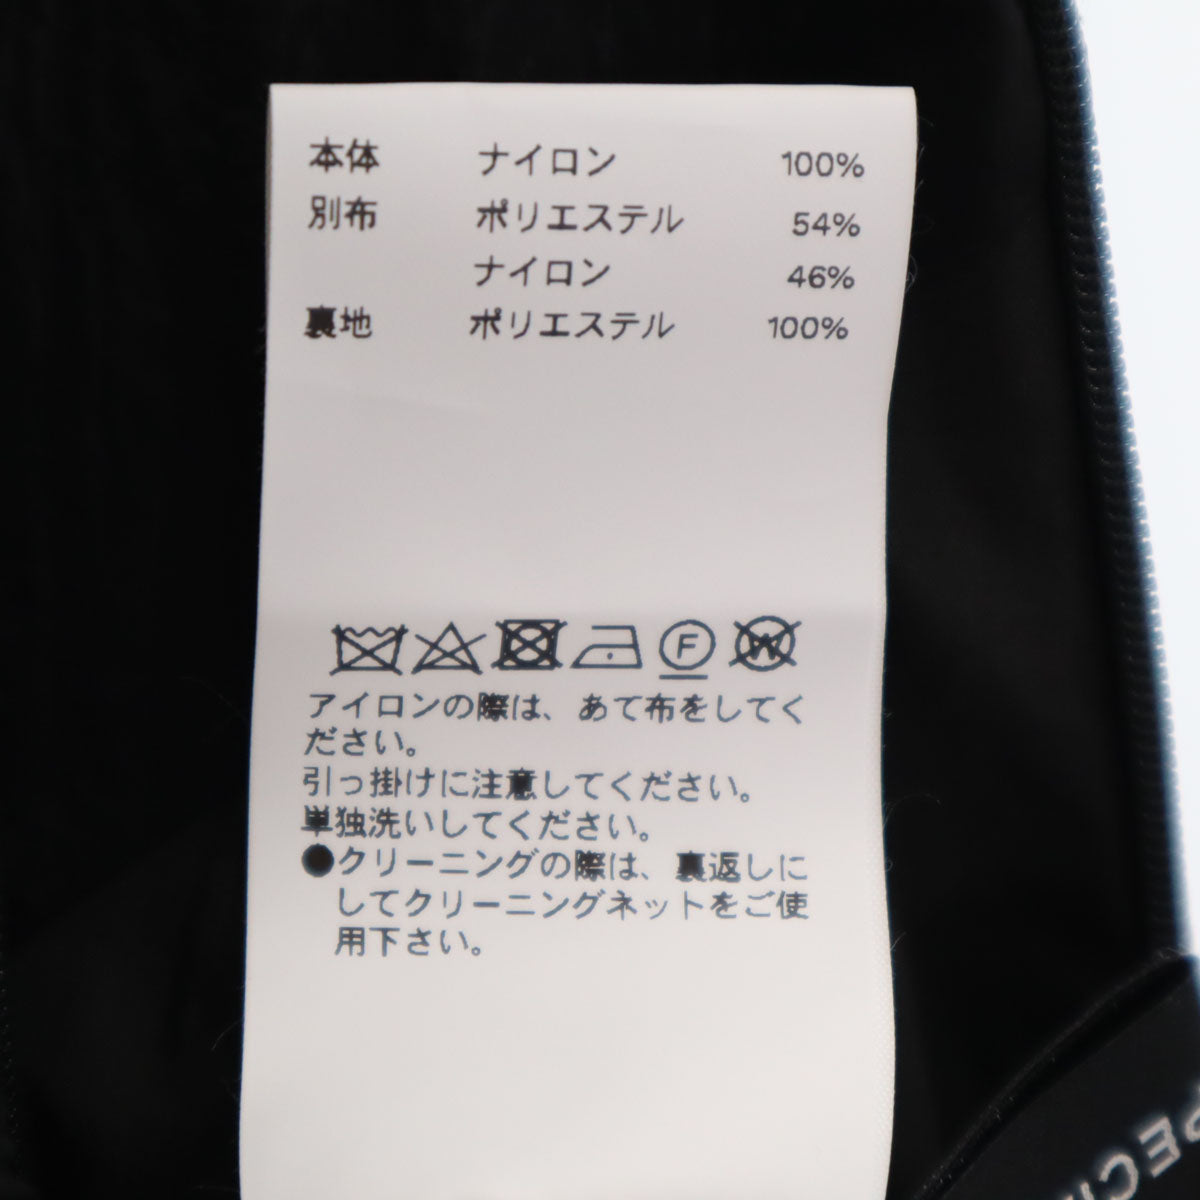 本体 ナイロン 100%
別布 ポリエステル 54%
ナイロン 46%
裏地 ポリエステル 100%
F W
アイロンの際は、あて布をしてく
ださい。
引っ掛けに注意してください。
単独洗いしてください。
●クリーニングの際は、裏返しに
してクリーニングネットをご使
用下さい。